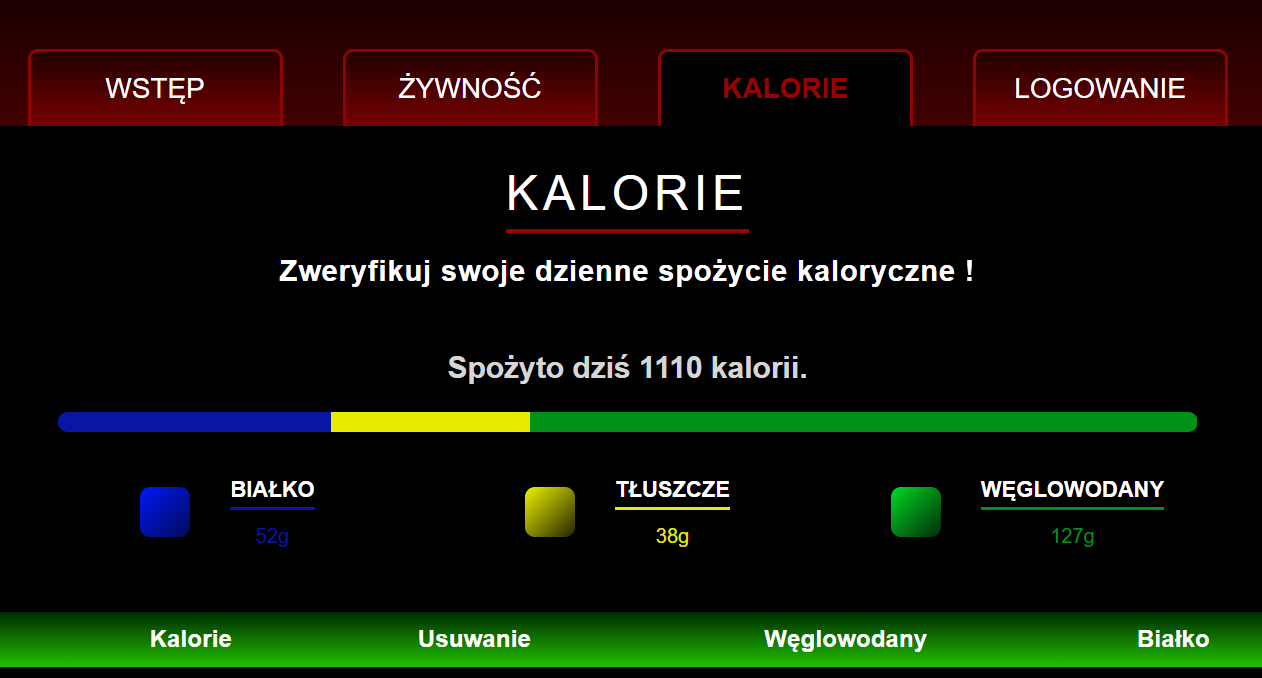 WSTĘP ŻYWNOŚĆ KALORIE LOGOWANIE
KALORIE
Zweryfikuj swoje dzienne spożycie kaloryczne !
Spożyto dziś 1110 kalorii.
BIAŁKO TŁUSZCZE WĘGLOWODANY
52g 38g 127g
Kalorie Usuwanie Węglowodany Białko